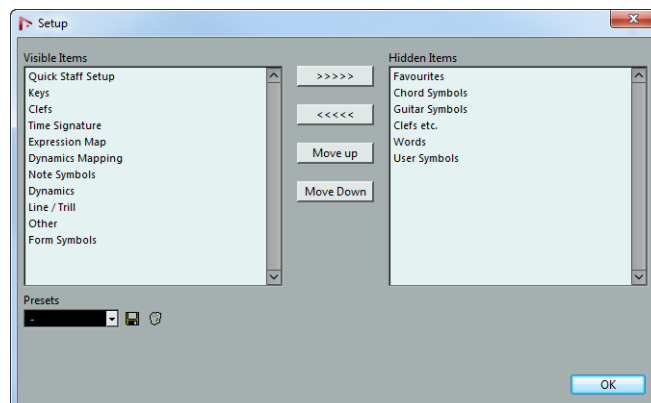 Setup
Visible Items
Quick Staff Setup
Keys
Clefs
Time Signature
Expression Map
Dynamics Mapping
Note Symbols
Dynamics
Line / Trill
Other
Form Symbols
>>>>>
<<<<<
Move up
Move Down
Hidden Items
Favourites
Chord Symbols
Guitar Symbols
Clefs etc.
Words
User Symbols
Presets
-
OK